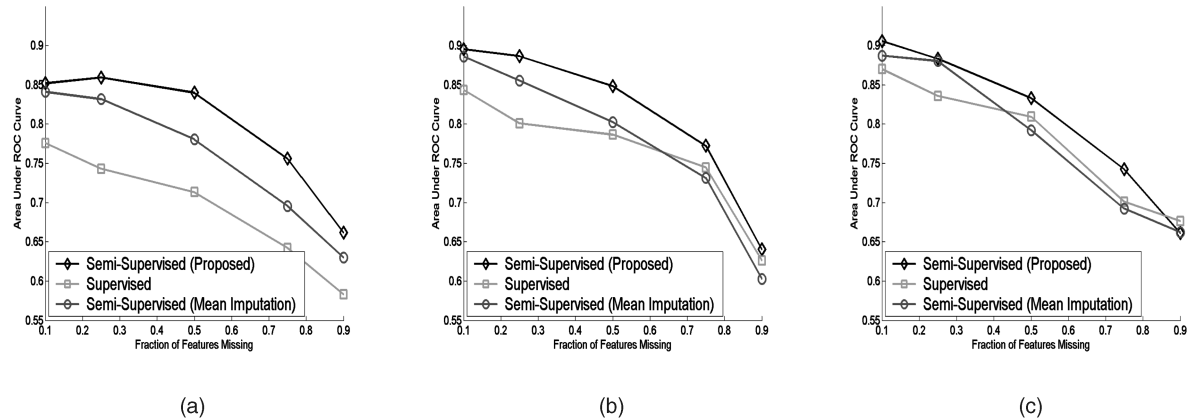 0.9
0.85
0.8
0.75
0.7
0.65
0.6
0.55
Area Under ROC Curve
Semi-Supervised (Proposed)
Supervised
Semi-Supervised (Mean Imputation)
0.1 0.2 0.3 0.4 0.5 0.6 0.7 0.8 0.9
Fraction of Features Missing
(a)
0.9
0.85
0.8
0.75
0.7
0.65
0.6
0.55
Area Under ROC Curve
Semi-Supervised (Proposed)
Supervised
Semi-Supervised (Mean Imputation)
0.1 0.2 0.3 0.4 0.5 0.6 0.7 0.8 0.9
Fraction of Features Missing
(b)
0.9
0.85
0.8
0.75
0.7
0.65
0.6
0.55
Area Under ROC Curve
Semi-Supervised (Proposed)
Supervised
Semi-Supervised (Mean Imputation)
0.1 0.2 0.3 0.4 0.5 0.6 0.7 0.8 0.9
Fraction of Features Missing
(c)